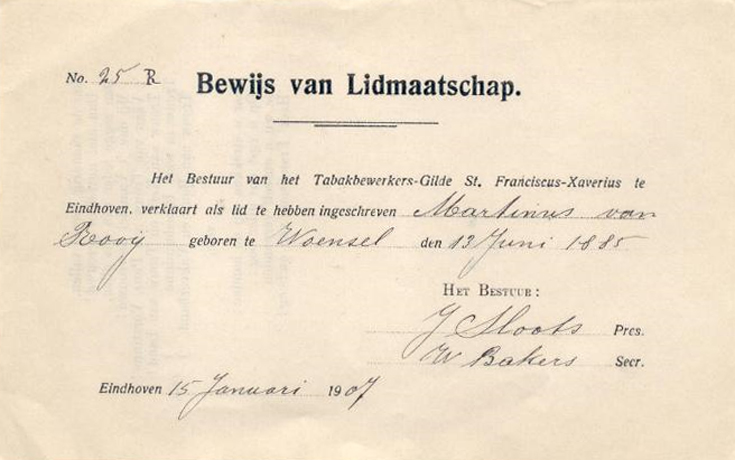 No. 25 R
Bewijs van Lidmaatschap.
Het Bestuur van het Tabakbewerkers-Gilde St. Franciscus-Xaverius te
Eindhoven, verklaart als lid te hebben ingeschreven Martinus van
Rooij geboren te Woensel den 13 Juni 1885
HET BESTUUR:
J Sloots Pres.
W Bakers Secr.
Eindhoven 15 Januari 1907